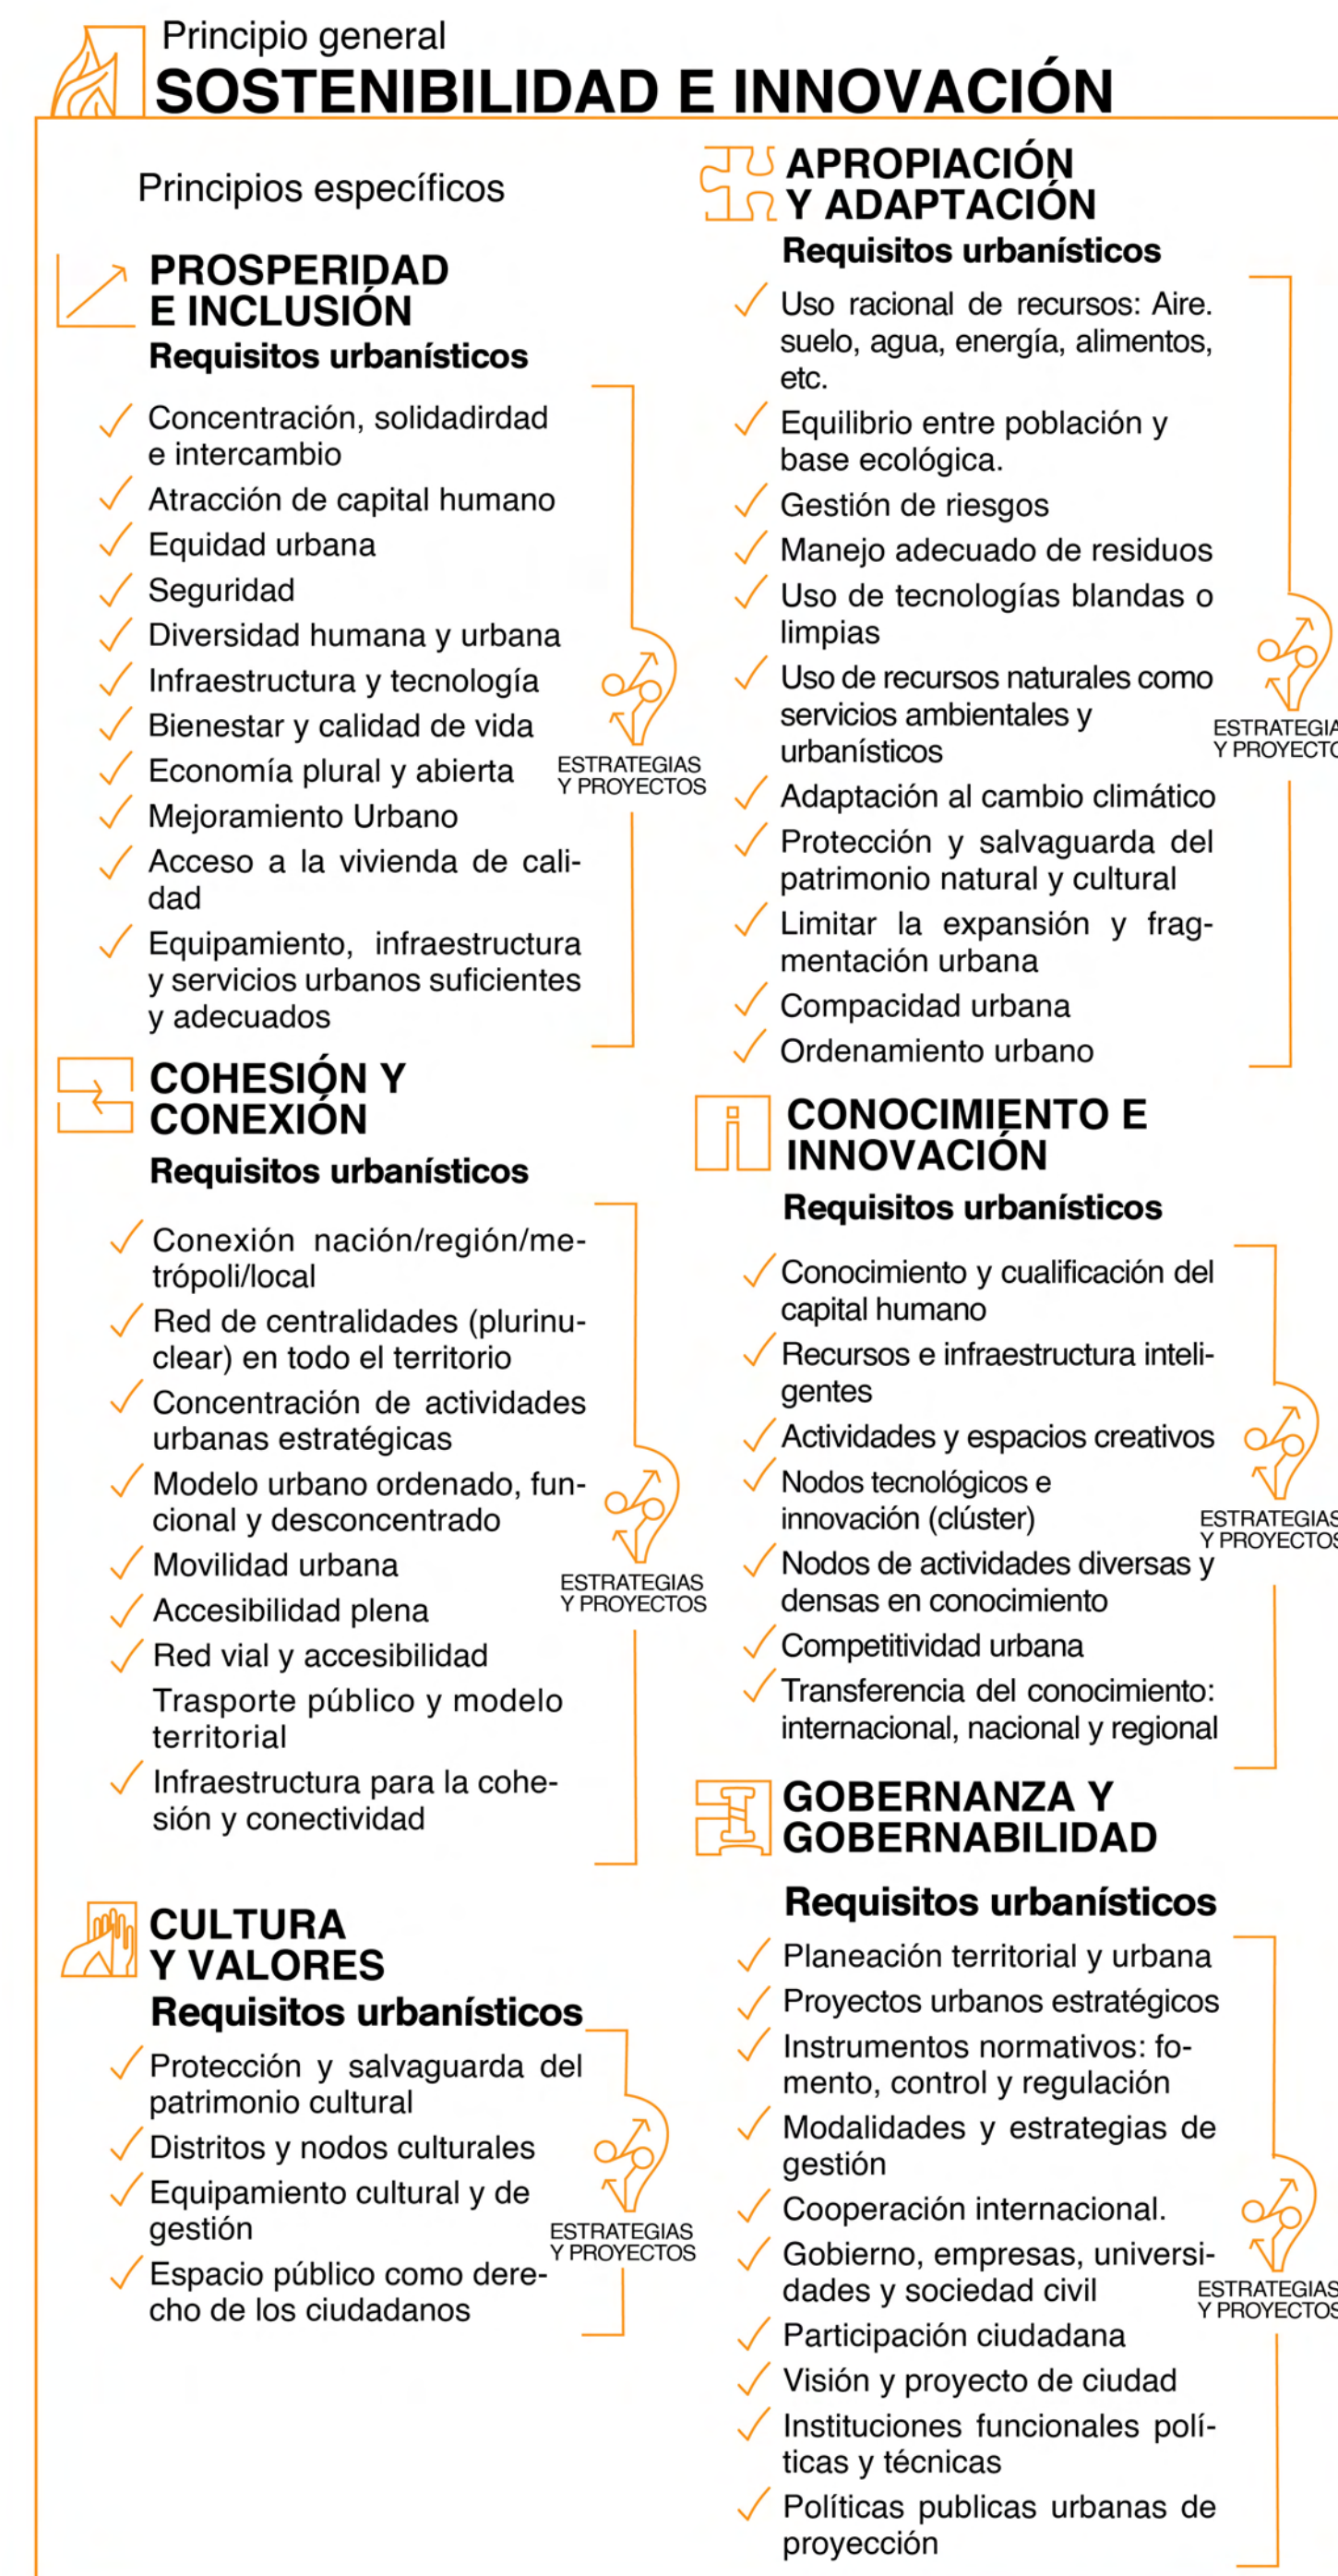 Principio general
SOSTENIBILIDAD E INNOVACIÓN
Principios específicos
PROSPERIDAD
E INCLUSIÓN
Requisitos urbanísticos
Concentración, solidadirdad
e intercambio
Atracción de capital humano
Equidad urbana
Seguridad
Diversidad humana y urbana
Infraestructura y tecnología
Bienestar y calidad de vida
Economía plural y abierta
Mejoramiento Urbano
Acceso a la vivienda de cali-
dad
Equipamiento, infraestructura
y servicios urbanos suficientes
y adecuados
ESTRATEGIAS
Y PROYECTOS
COHESIÓN Y
CONEXIÓN
Requisitos urbanísticos
Conexión nación/región/me-
trópoli/local
Red de centralidades (plurinu-
clear) en todo el territorio
Concentración de actividades
urbanas estratégicas
Modelo urbano ordenado, fun-
cional y desconcentrado
Movilidad urbana
Accesibilidad plena
Red vial y accesibilidad
Trasporte público y modelo
territorial
Infraestructura para la cohe-
sión y conectividad
ESTRATEGIAS
Y PROYECTOS
CULTURA
Y VALORES
Requisitos urbanísticos
Protección y salvaguarda del
patrimonio cultural
Distritos y nodos culturales
Equipamiento cultural y de
gestión
Espacio público como dere-
cho de los ciudadanos
ESTRATEGIAS
Y PROYECTOS
APROPIACIÓN
Y ADAPTACIÓN
Requisitos urbanísticos
Uso racional de recursos: Aire.
suelo, agua, energía, alimentos,
etc.
Equilibrio entre población y
base ecológica.
Gestión de riesgos
Manejo adecuado de residuos
Uso de tecnologías blandas o
limpias
Uso de recursos naturales como
servicios ambientales y
urbanísticos
Adaptación al cambio climático
Protección y salvaguarda del
patrimonio natural y cultural
Limitar la expansión y frag-
mentación urbana
Compacidad urbana
Ordenamiento urbano
ESTRATEGIA
Y PROYECTO
CONOCIMIENTO E
INNOVACIÓN
Requisitos urbanísticos
Conocimiento y cualificación del
capital humano
Recursos e infraestructura inteli-
gentes
Actividades y espacios creativos
Nodos tecnológicos e
innovación (clúster)
Nodos de actividades diversas y
densas en conocimiento
Competitividad urbana
Transferencia del conocimiento:
internacional, nacional y regional
ESTRATEGIAS
Y PROYECTOS
GOBERNANZA Y
GOBERNABILIDAD
Requisitos urbanísticos
Planeación territorial y urbana
Proyectos urbanos estratégicos
Instrumentos normativos: fo-
mento, control y regulación
Modalidades y estrategias de
gestión
Cooperación internacional.
Gobierno, empresas, universi-
dades y sociedad civil
Participación ciudadana
Visión y proyecto de ciudad
Instituciones funcionales polí-
ticas y técnicas
Políticas publicas urbanas de
proyección
ESTRATEGIAS
Y PROYECTOS